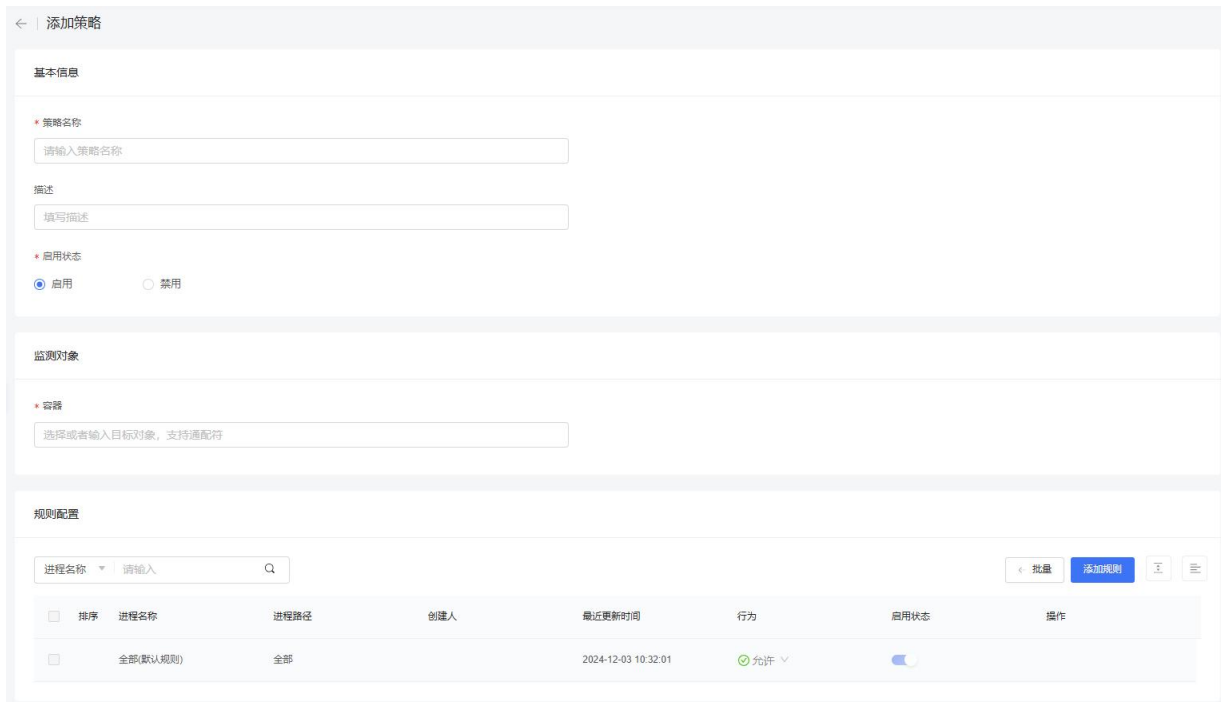 添加策略
基本信息
* 策略名称
请输入策略名称
描述
填写描述
* 启用状态
启用 禁用
监测对象
* 容器
选择或者输入目标对象，支持通配符
规则配置
进程名称 请输入 批量 添加规则
排序 进程名称 进程路径 创建人 最近更新时间 行为 启用状态 操作
全部(默认规则) 全部 2024-12-03 10:32:01 允许